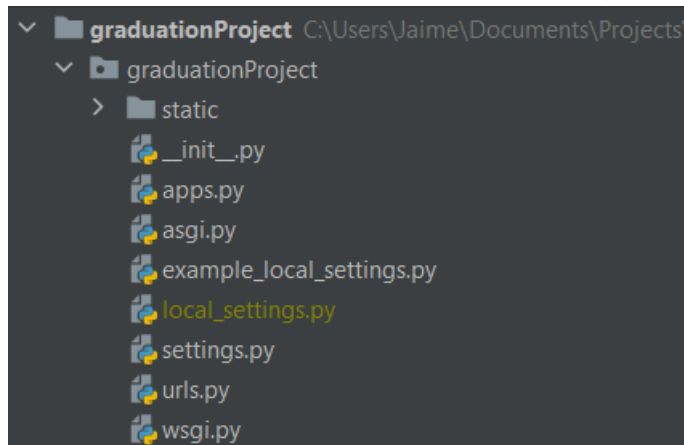 graduationProject C:\Users\Jaime\Documents\Projects\
graduationProject
static
__init__.py
apps.py
asgi.py
example_local_settings.py
local_settings.py
settings.py
urls.py
wsgi.py